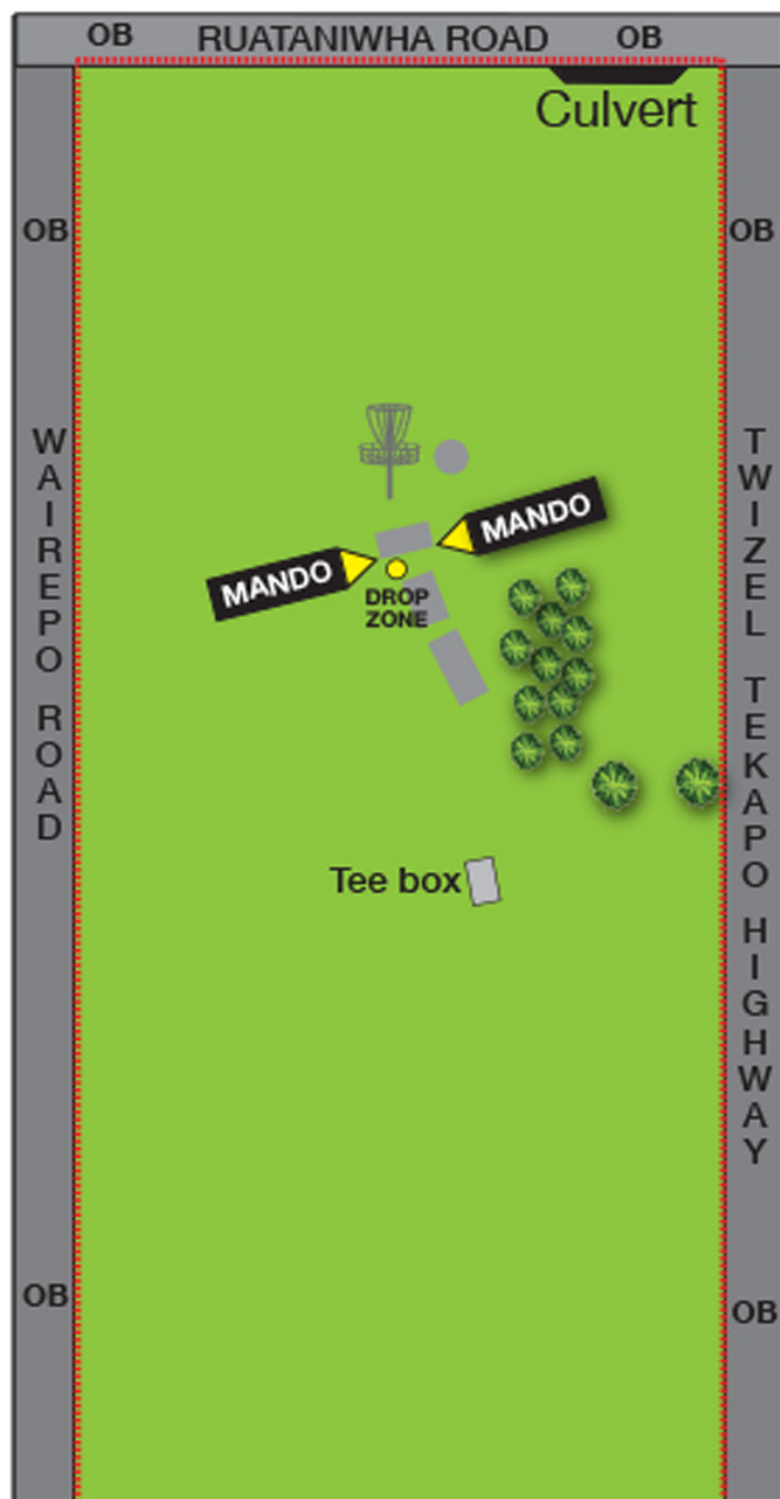 OB RUATANIWHA ROAD OB
Culvert
OB
OB
WAIREPO ROAD
TWIZEL TEKAPO HIGHWAY
MANDO
MANDO
DROP
ZONE
Tee box
OB
OB